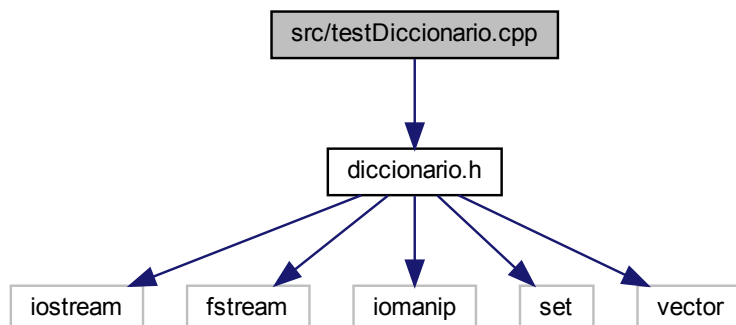 src/testDiccionario.cpp
diccionario.h
iostream fstream iomanip set vector